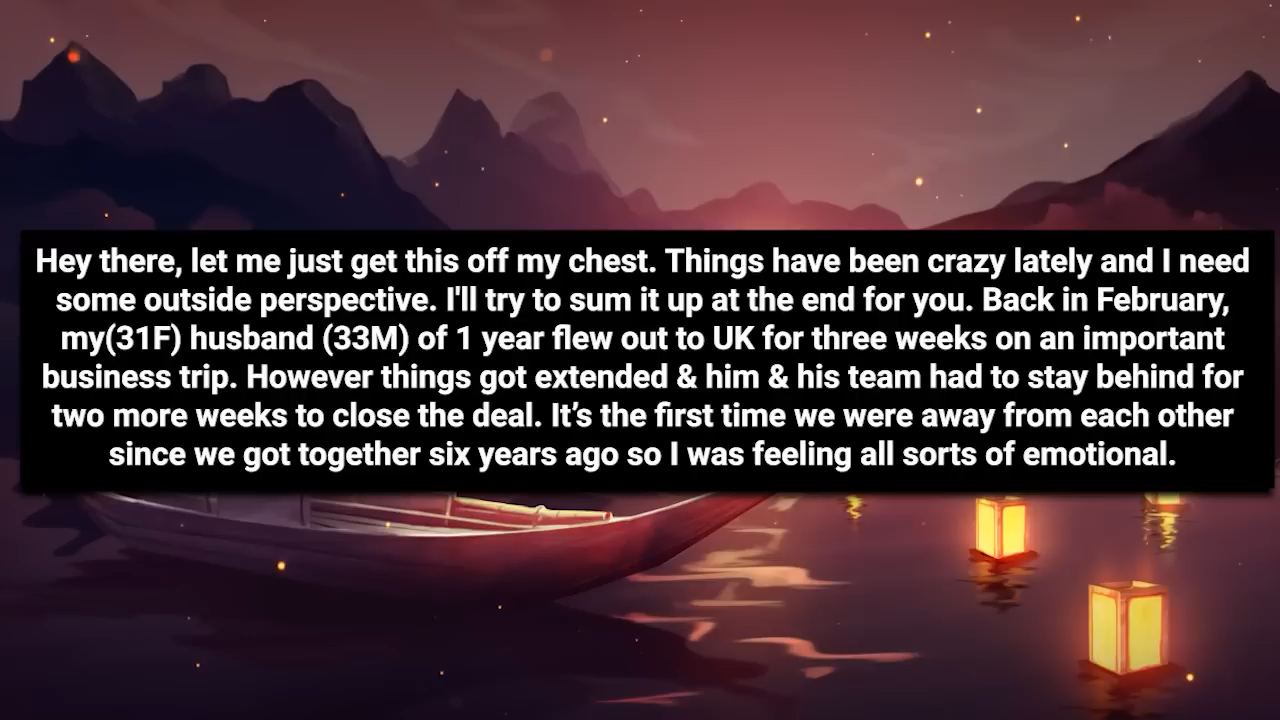 Hey there, let me just get this off my chest. Things have been crazy lately and I need
some outside perspective. I'll try to sum it up at the end for you. Back in February,
my(31F) husband (33M) of 1 year flew out to UK for three weeks on an important
business trip. However things got extended & him & his team had to stay behind for
two more weeks to close the deal. It’s the first time we were away from each other
since we got together six years ago so I was feeling all sorts of emotional.